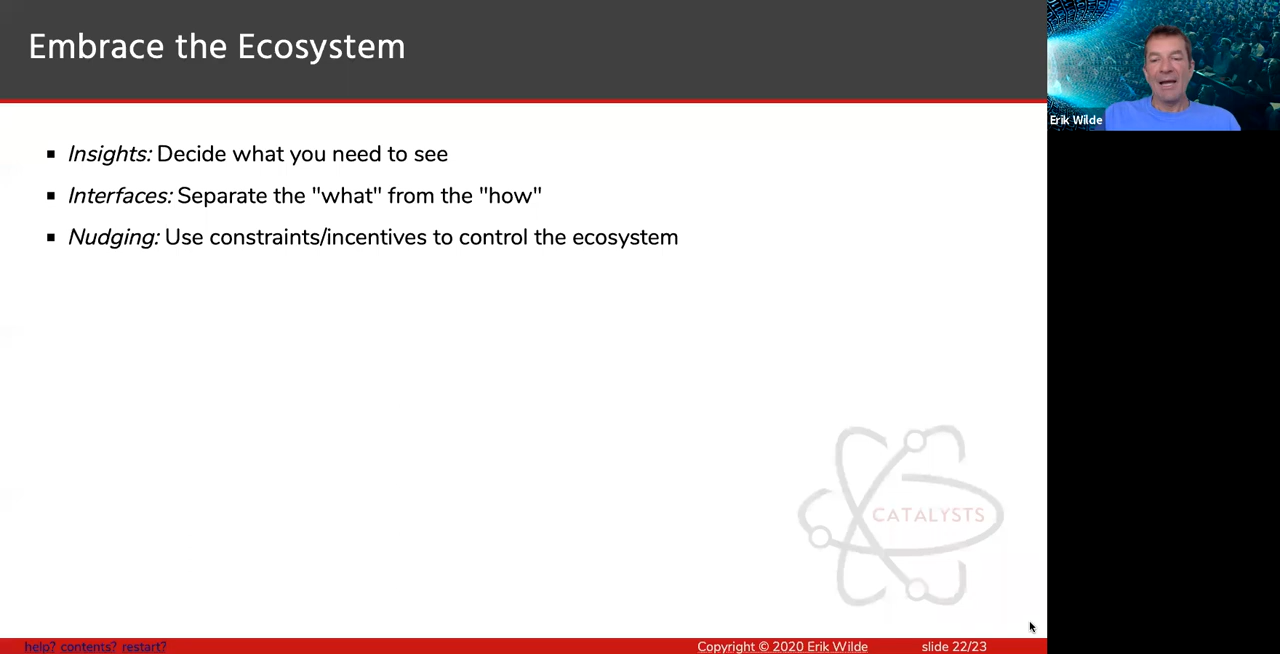 Embrace the Ecosystem
Insights: Decide what you need to see
Interfaces: Separate the "what" from the "how"
Nudging: Use constraints/incentives to control the ecosystem
CATALYSTS
help? contents? restart?
Copyright © 2020 Erik Wilde
slide 22/23
Erik Wilde